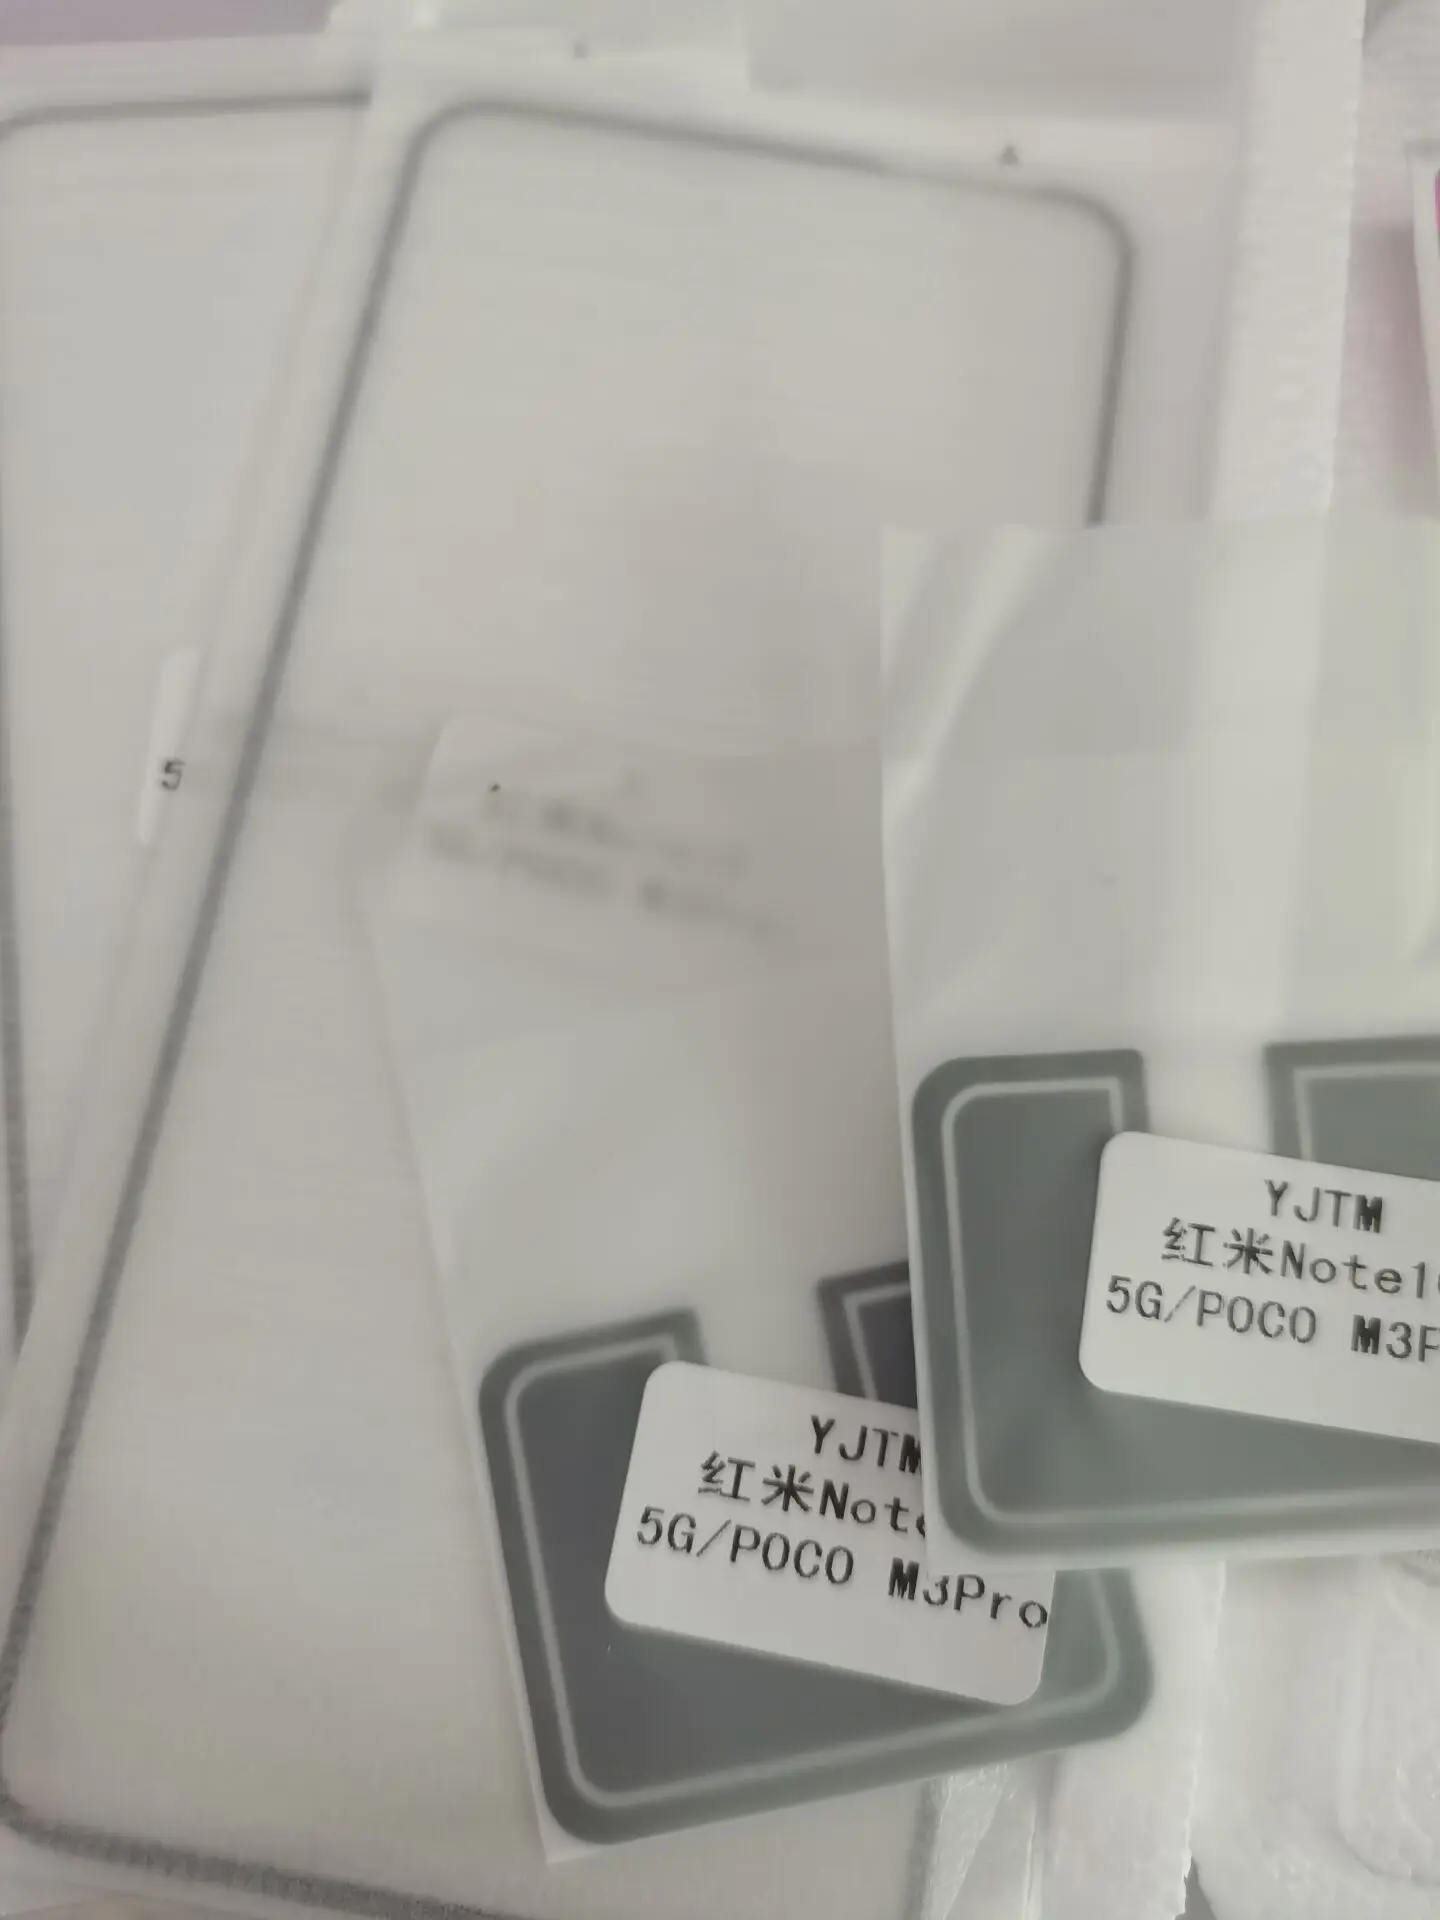 5
YJTM
红米Note1
5G/POCO M3P
YJTM
红米Note
5G/POCO M3Pro